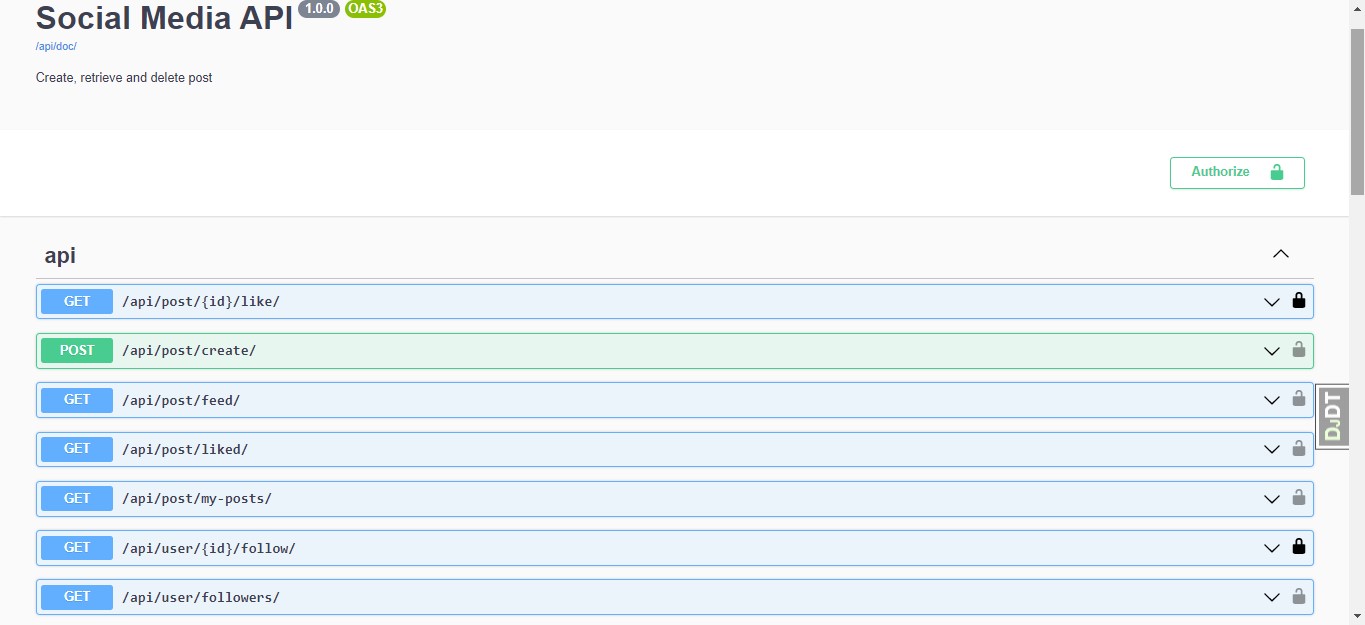 Social Media API 1.0.0 OAS3
/api/doc/
Create, retrieve and delete post
Authorize
api
GET /api/post/{id}/like/
POST /api/post/create/
GET /api/post/feed/
GET /api/post/liked/
GET /api/post/my-posts/
GET /api/user/{id}/follow/
GET /api/user/followers/
DJDT